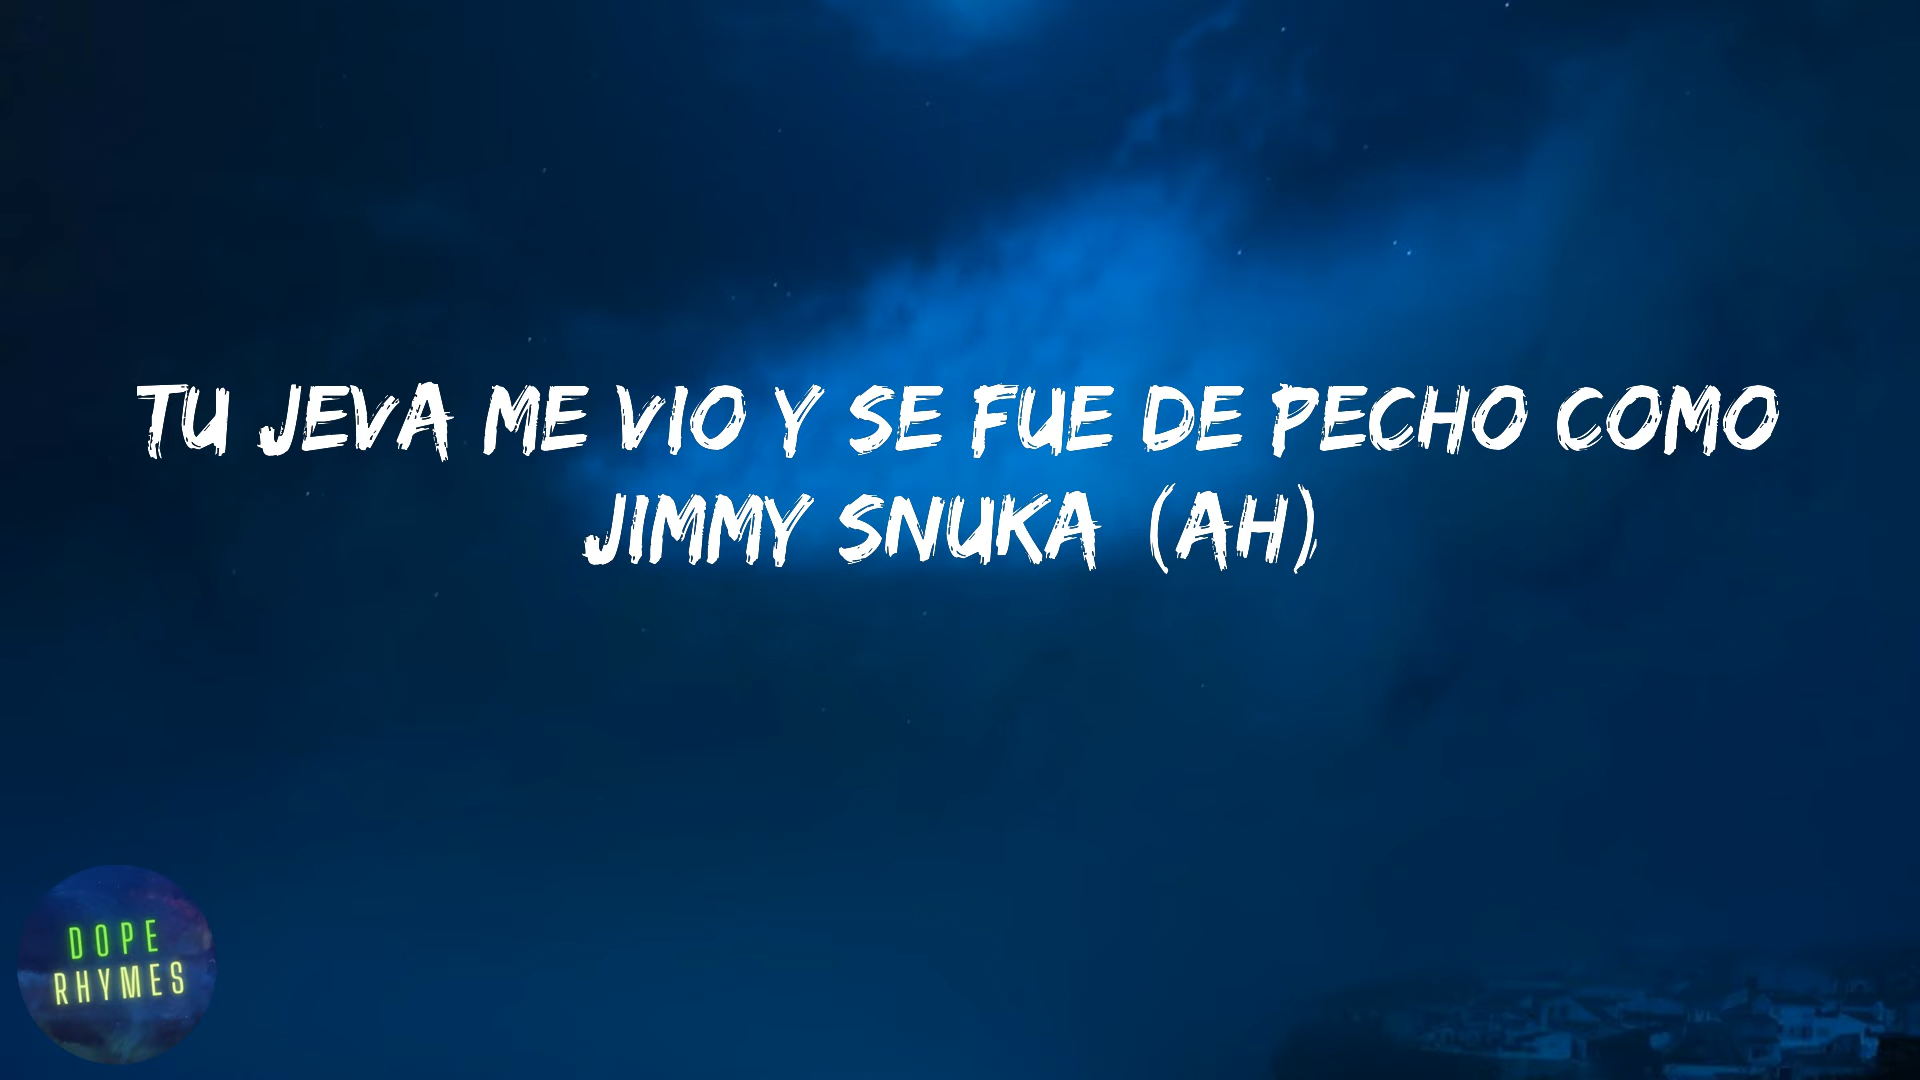 TU JEVA ME VIO Y SE FUE DE PECHO COMO
JIMMY SNUKA (AH)
DOPE
RHYMES